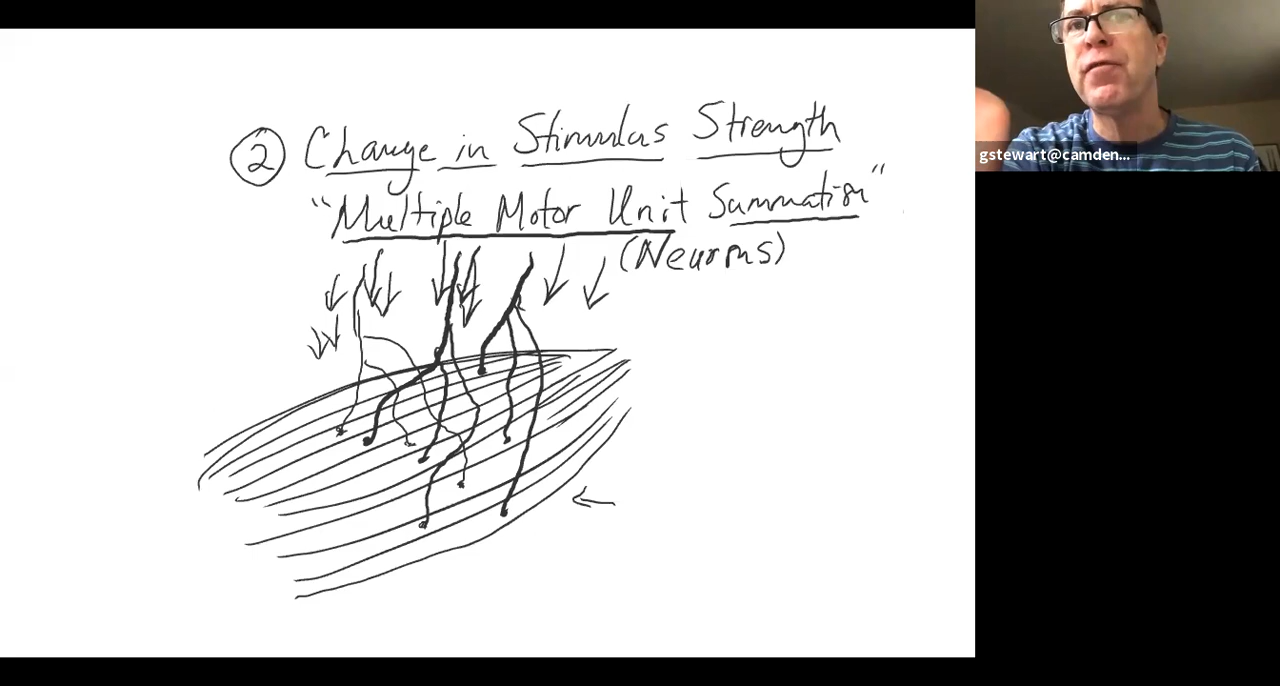 ② Change in Stimulus Strength
"Multiple Motor Unit Summation"
(Neurons)
gstewart@camden...